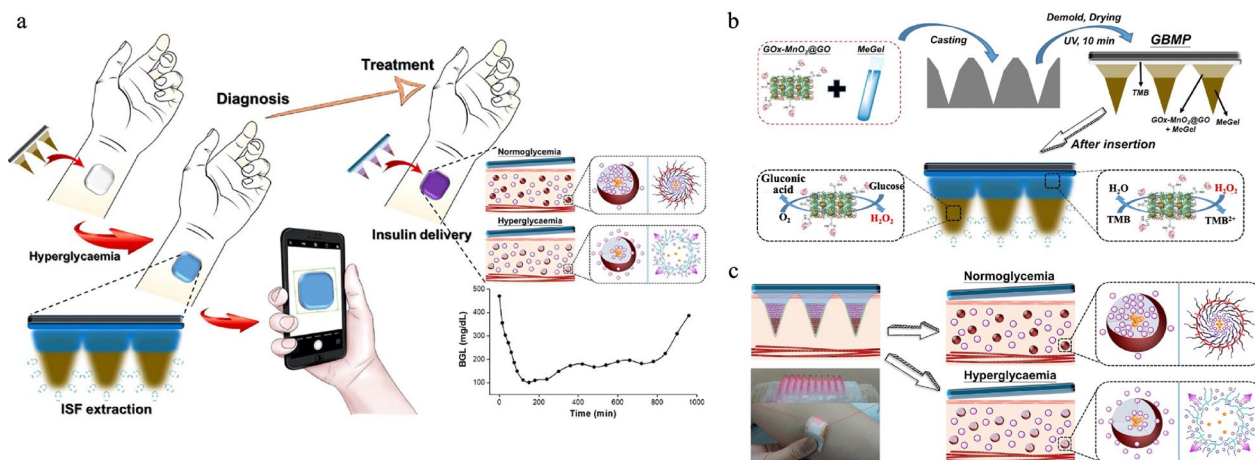 a
Diagnosis
Treatment
Hyperglycaemia
ISF extraction
Insulin delivery
Normoglycemia
Hyperglycaemia
500
400
300
200
100
BGL (mg/dL)
0 200 400 600 800 1000
Time (min)
b
GOx-MnO₂@GO
MeGel
Casting
Demold, Drying
UV, 10 min
GBMP
TMB
GOx-MnO₂@GO
+ MeGel
MeGel
After insertion
Gluconic
acid
Glucose
O₂
H₂O₂
H₂O
H₂O₂
TMB
TMB²⁺
c
Normoglycemia
Hyperglycaemia